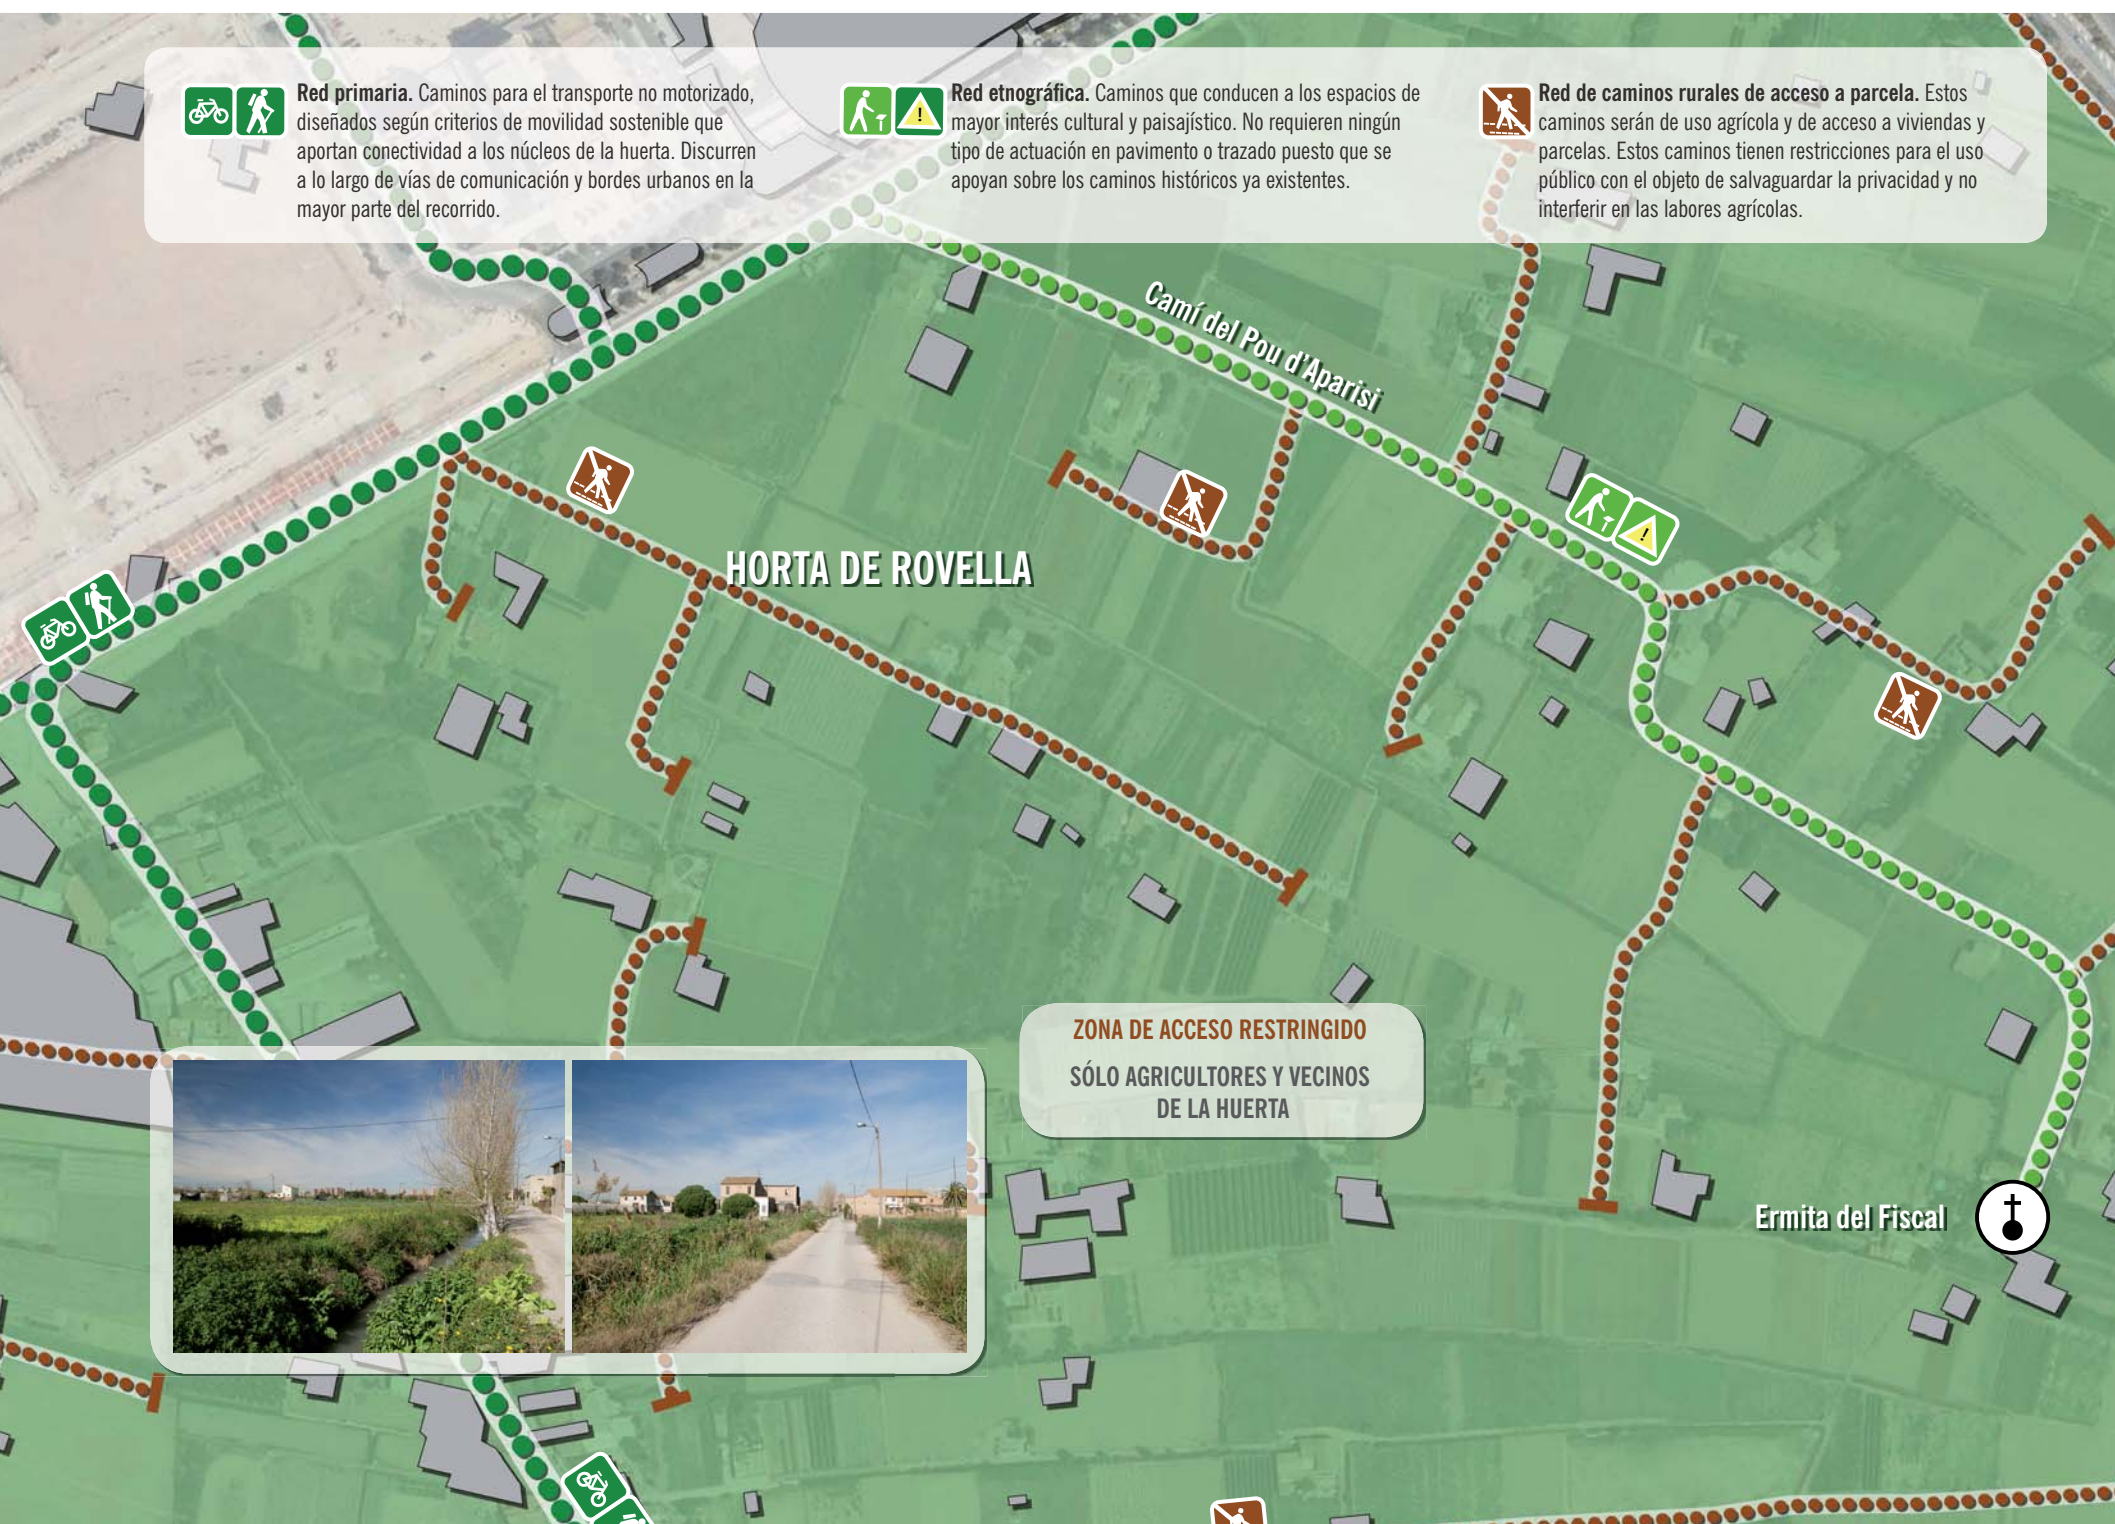 Red primaria. Caminos para el transporte no motorizado,
diseñados según criterios de movilidad sostenible que
aportan conectividad a los núcleos de la huerta. Discurren
a lo largo de vías de comunicación y bordes urbanos en la
mayor parte del recorrido.
Red etnográfica. Caminos que conducen a los espacios de
mayor interés cultural y paisajístico. No requieren ningún
tipo de actuación en pavimento o trazado puesto que se
apoyan sobre los caminos históricos ya existentes.
Red de caminos rurales de acceso a parcela. Estos
caminos serán de uso agrícola y de acceso a viviendas y
parcelas. Estos caminos tienen restricciones para el uso
público con el objeto de salvaguardar la privacidad y no
interferir en las labores agrícolas.
Camí del Pou d'Aparisi
HORTA DE ROVELLA
ZONA DE ACCESO RESTRINGIDO
SÓLO AGRICULTORES Y VECINOS
DE LA HUERTA
Ermita del Fiscal